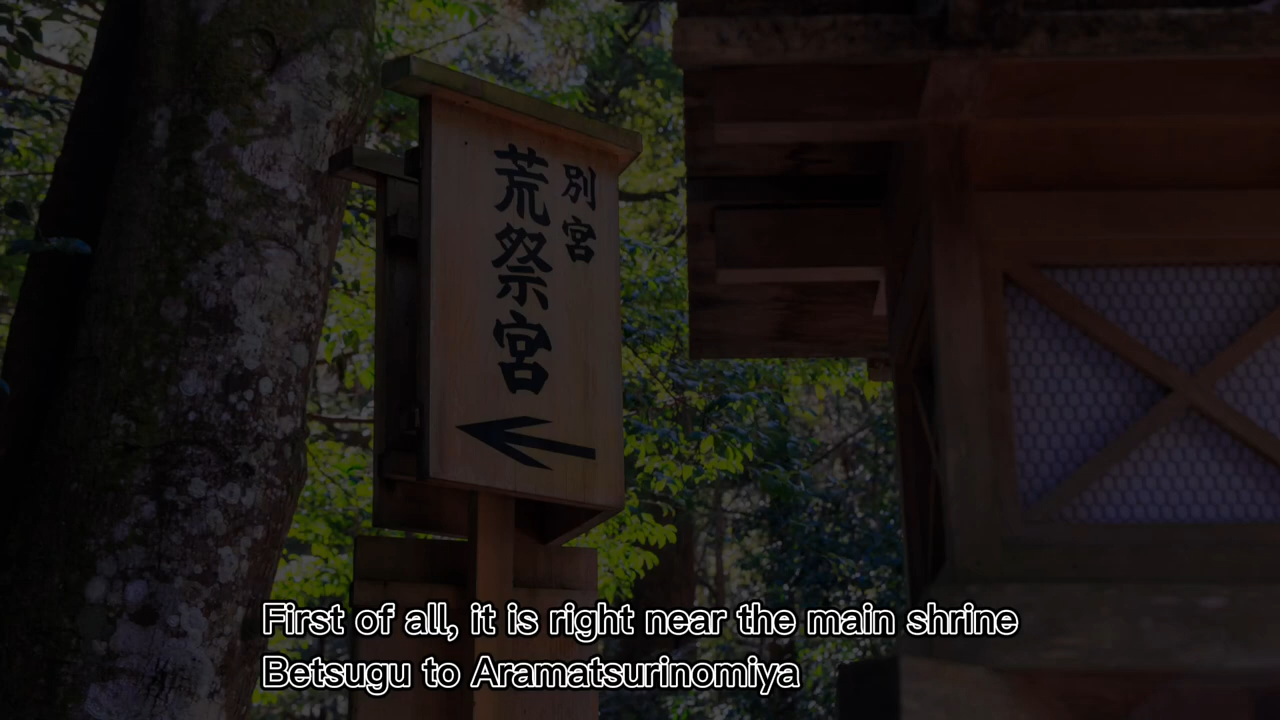 別宮
荒祭宮
First of all, it is right near the main shrine
Betsugu to Aramatsurinomiya